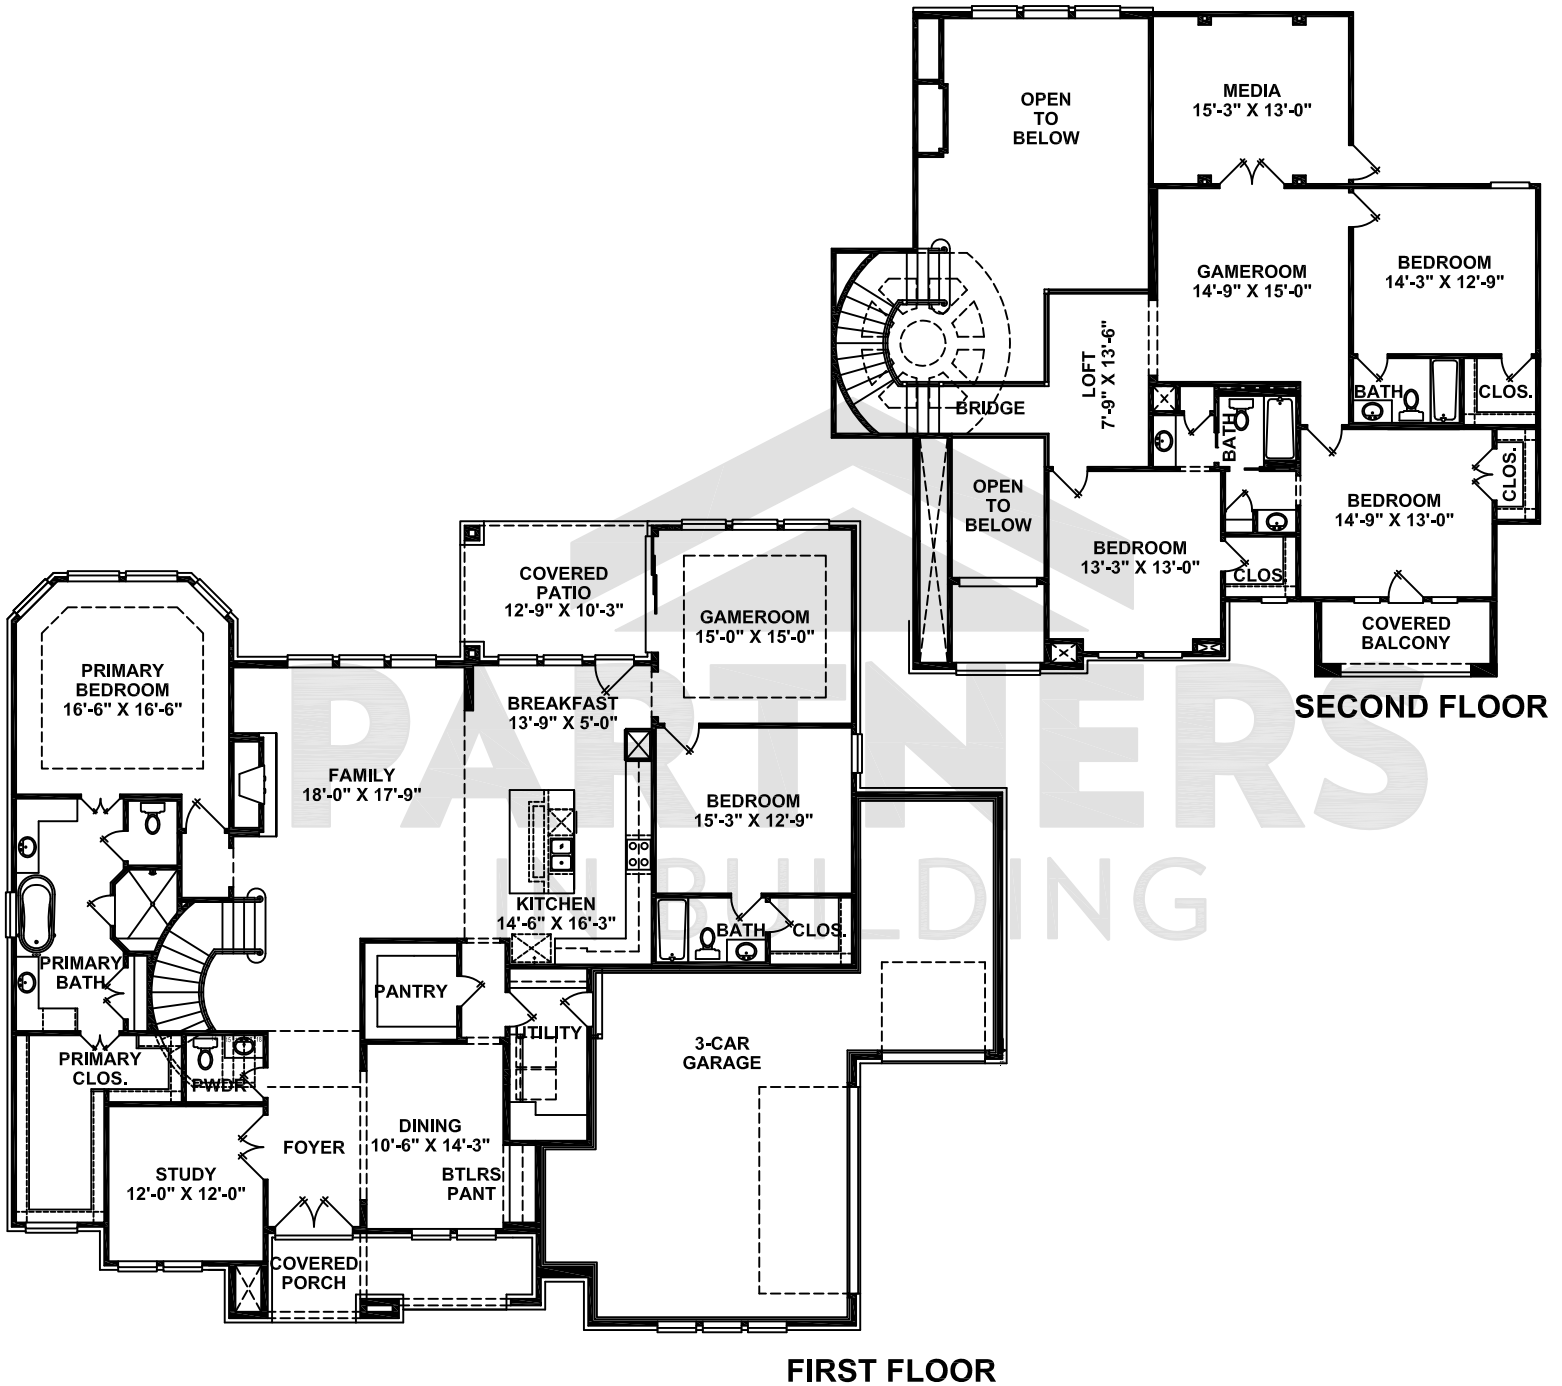 OPEN
TO
BELOW
MEDIA
15'-3" X 13'-0"
GAMEROOM
14'-9" X 15'-0"
BEDROOM
14'-3" X 12'-9"
LOFT
7'-9" X 13'-6"
BRIDGE
BATH
CLOS.
BATH
CLOS.
OPEN
TO
BELOW
BEDROOM
14'-9" X 13'-0"
BEDROOM
13'-3" X 13'-0"
CLOS
COVERED
BALCONY
SECOND FLOOR
COVERED
PATIO
12'-9" X 10'-3"
GAMEROOM
15'-0" X 15'-0"
PRIMARY
BEDROOM
16'-6" X 16'-6"
BREAKFAST
13'-9" X 5'-0"
FAMILY
18'-0" X 17'-9"
BEDROOM
15'-3" X 12'-9"
PARTNERS
IN BUILDING
KITCHEN
14'-6" X 16'-3"
BATH
CLOS.
PRIMARY
BATH
PANTRY
UTILITY
3-CAR
GARAGE
PRIMARY
CLOS.
PWDR
DINING
10'-6" X 14'-3"
FOYER
STUDY
12'-0" X 12'-0"
BTLRS
PANT
COVERED
PORCH
FIRST FLOOR